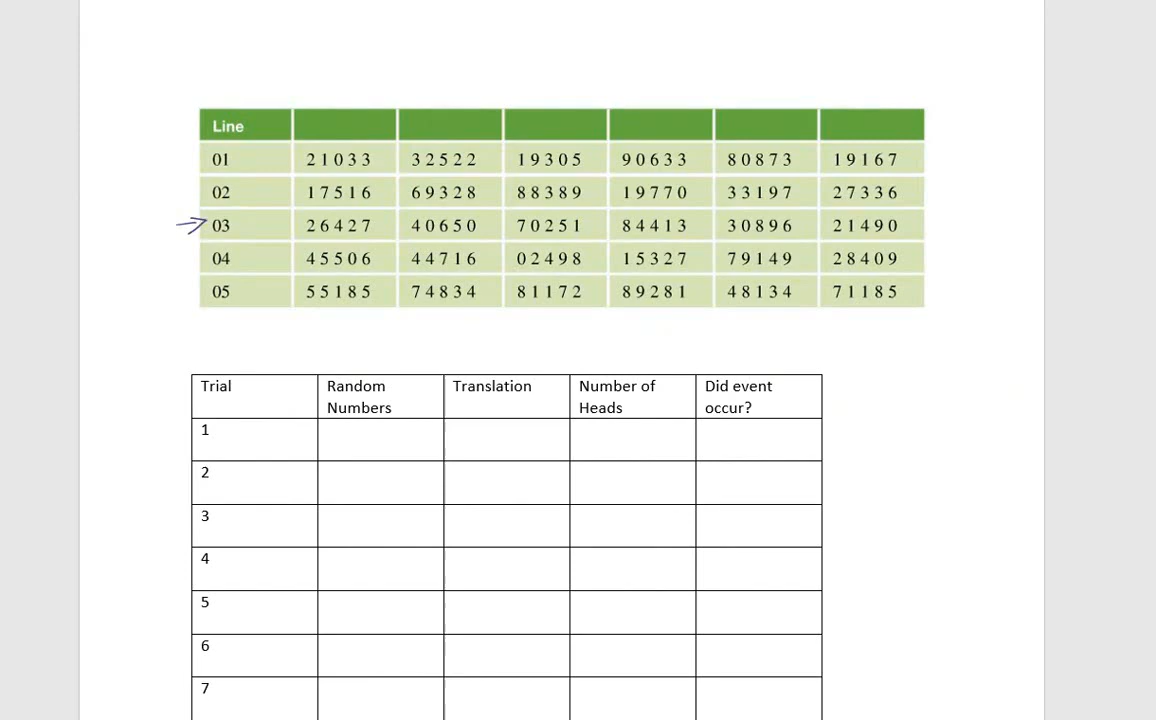 Line
01 21033 32522 19305 90633 80873 19167
02 17516 69328 88389 19770 33197 27336
03 26427 40650 70251 84413 30896 21490
04 45506 44716 02498 15327 79149 28409
05 55185 74834 81172 89281 48134 71185
Trial Random Numbers Translation Number of Heads Did event occur?
1
2
3
4
5
6
7